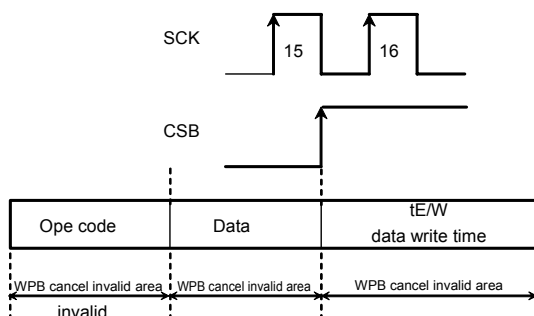 SCK
15
16
CSB
Ope code
Data
tE/W
data write time
WPB cancel invalid area
WPB cancel invalid area
WPB cancel invalid area
invalid